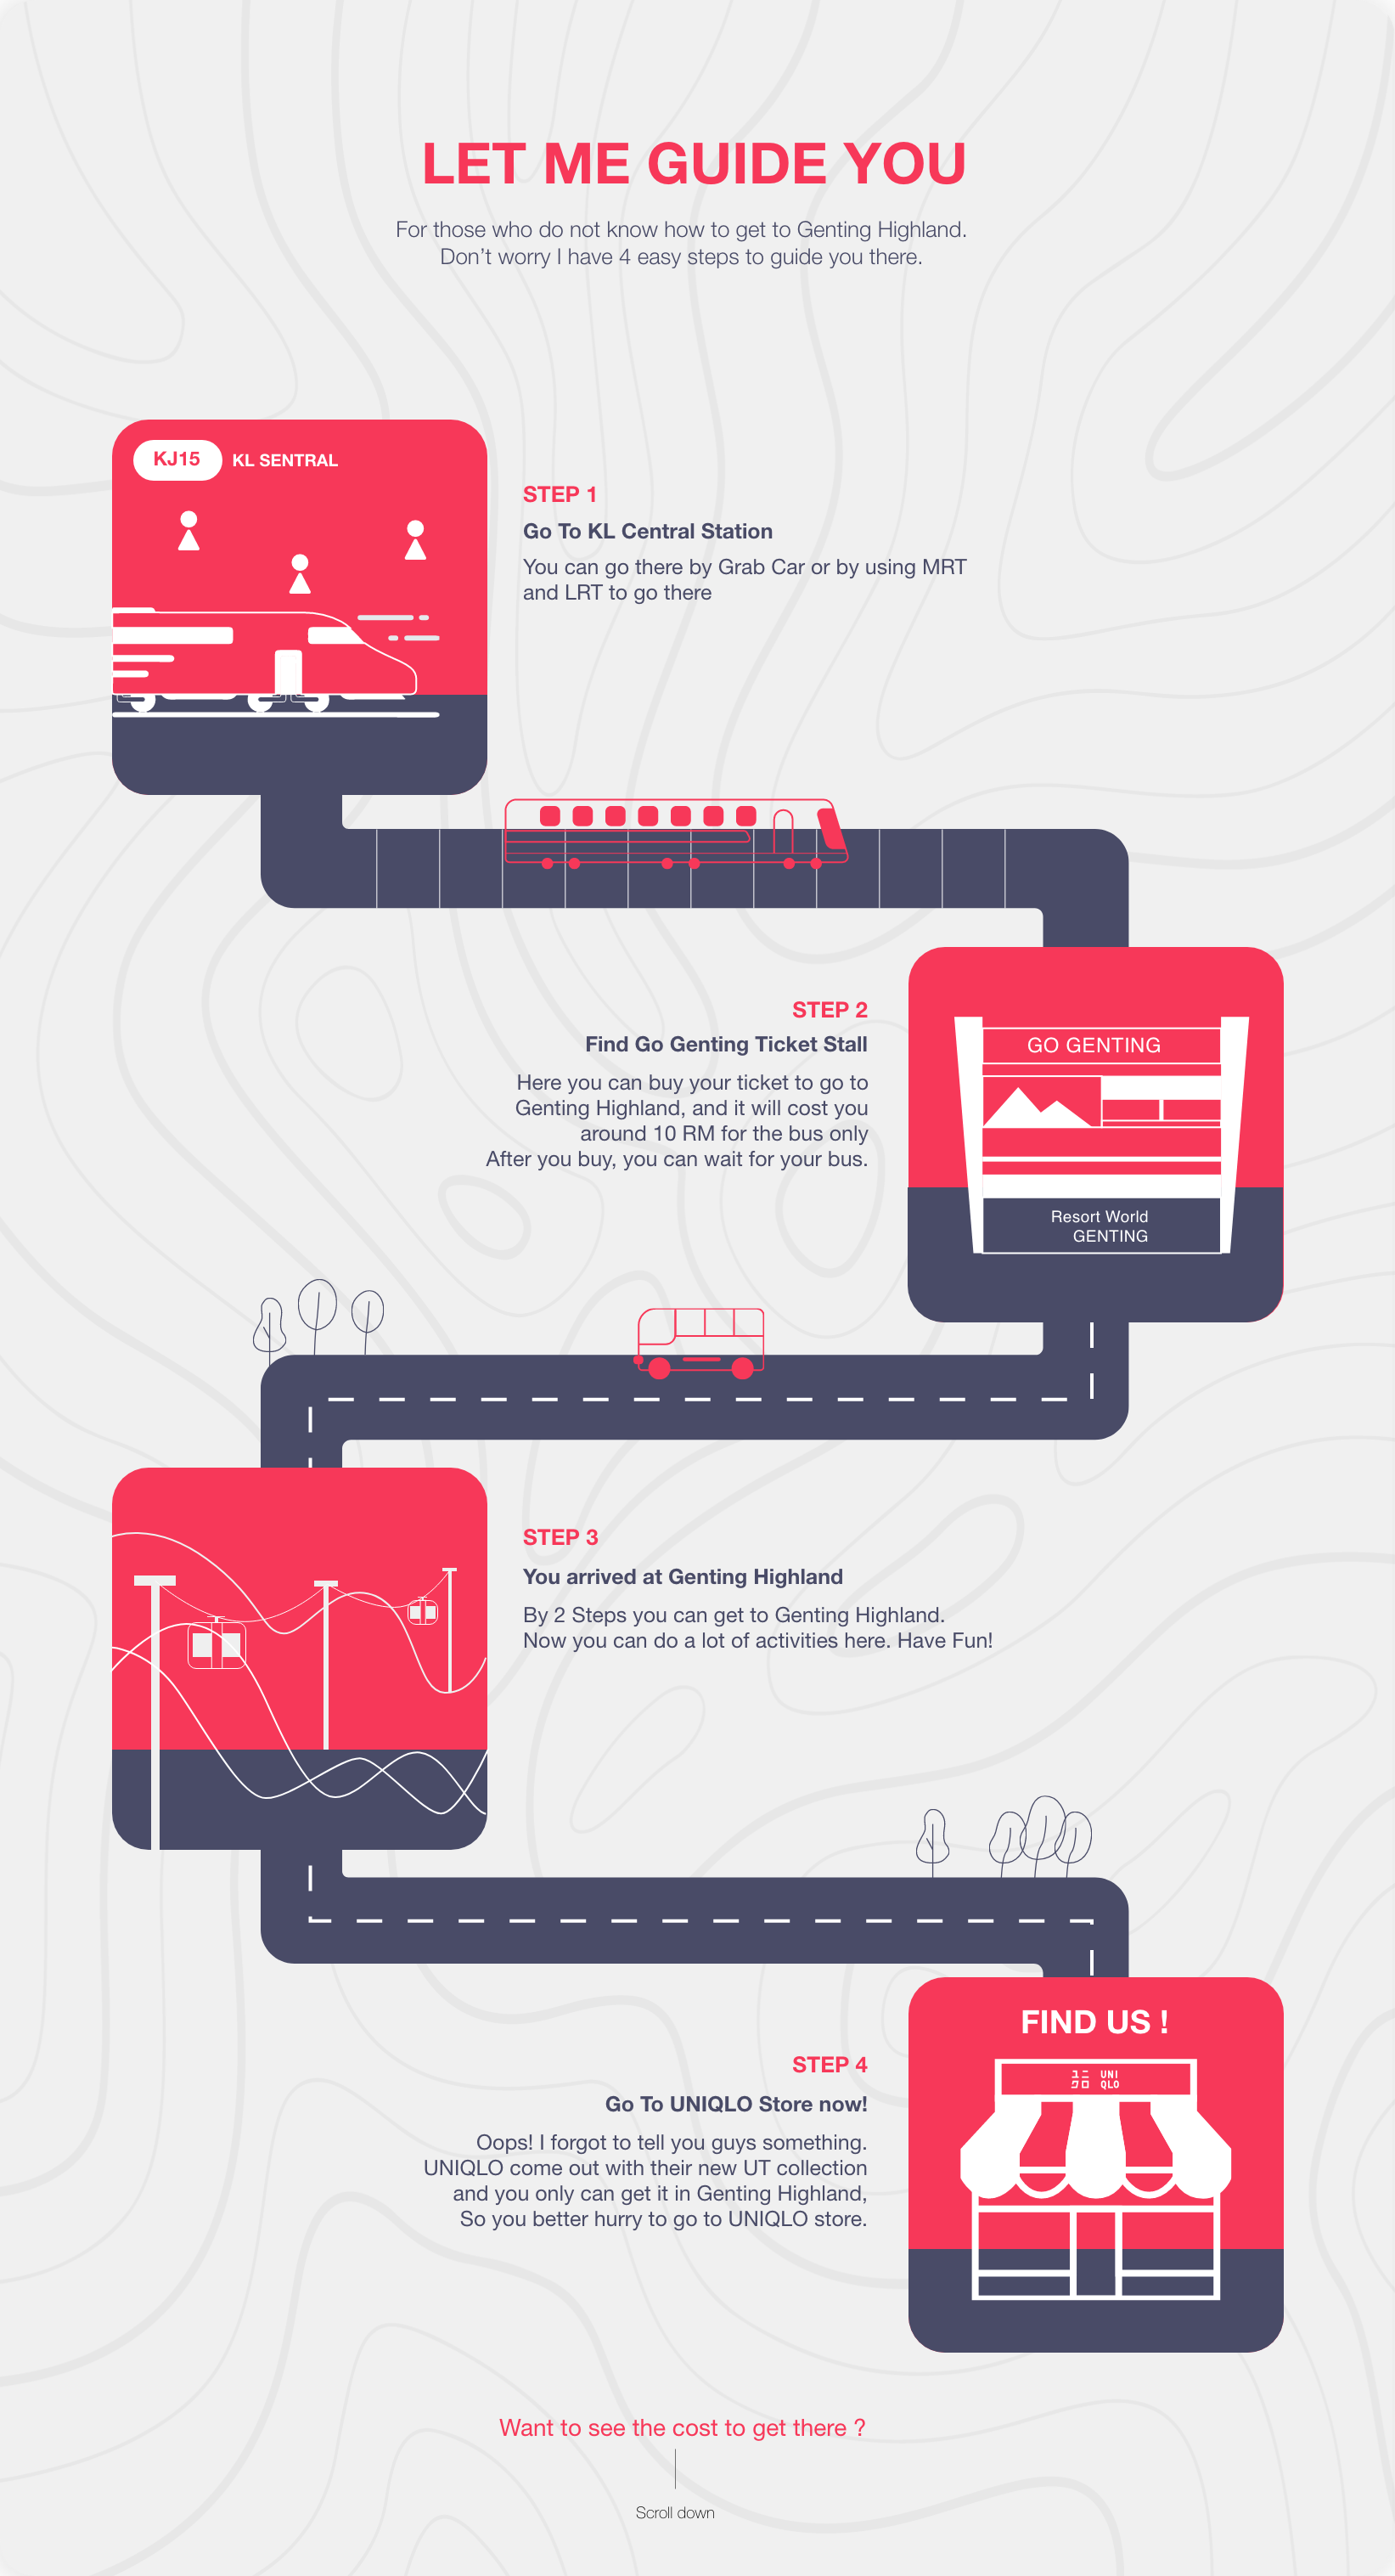 LET ME GUIDE YOU
For those who do not know how to get to Genting Highland.
Don’t worry I have 4 easy steps to guide you there.
KJ15 KL SENTRAL
STEP 1
Go To KL Central Station
You can go there by Grab Car or by using MRT
and LRT to go there
STEP 2
Find Go Genting Ticket Stall
Here you can buy your ticket to go to
Genting Highland, and it will cost you
around 10 RM for the bus only
After you buy, you can wait for your bus.
GO GENTING
Resort World
GENTING
STEP 3
You arrived at Genting Highland
By 2 Steps you can get to Genting Highland.
Now you can do a lot of activities here. Have Fun!
STEP 4
Go To UNIQLO Store now!
Oops! I forgot to tell you guys something.
UNIQLO come out with their new UT collection
and you only can get it in Genting Highland,
So you better hurry to go to UNIQLO store.
FIND US !
ユニ UNI
クロ QLO
Want to see the cost to get there ?
Scroll down